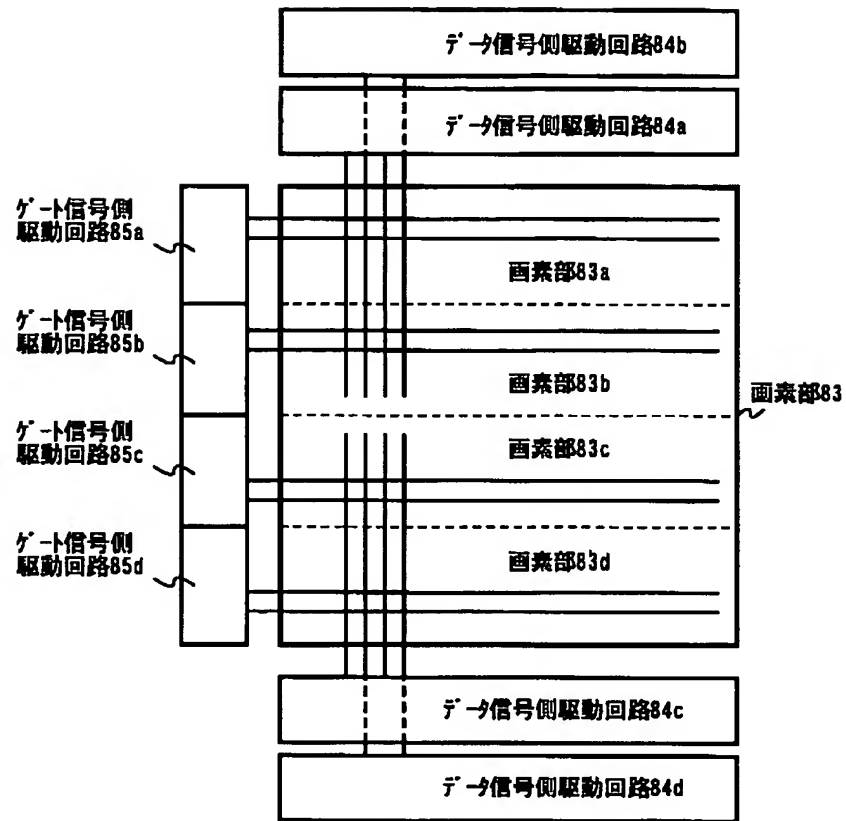 データ信号側駆動回路84b
データ信号側駆動回路84a
ゲート信号側
駆動回路85a
画素部83a
ゲート信号側
駆動回路85b
画素部83b
画素部83
ゲート信号側
駆動回路85c
画素部83c
ゲート信号側
駆動回路85d
画素部83d
データ信号側駆動回路84c
データ信号側駆動回路84d